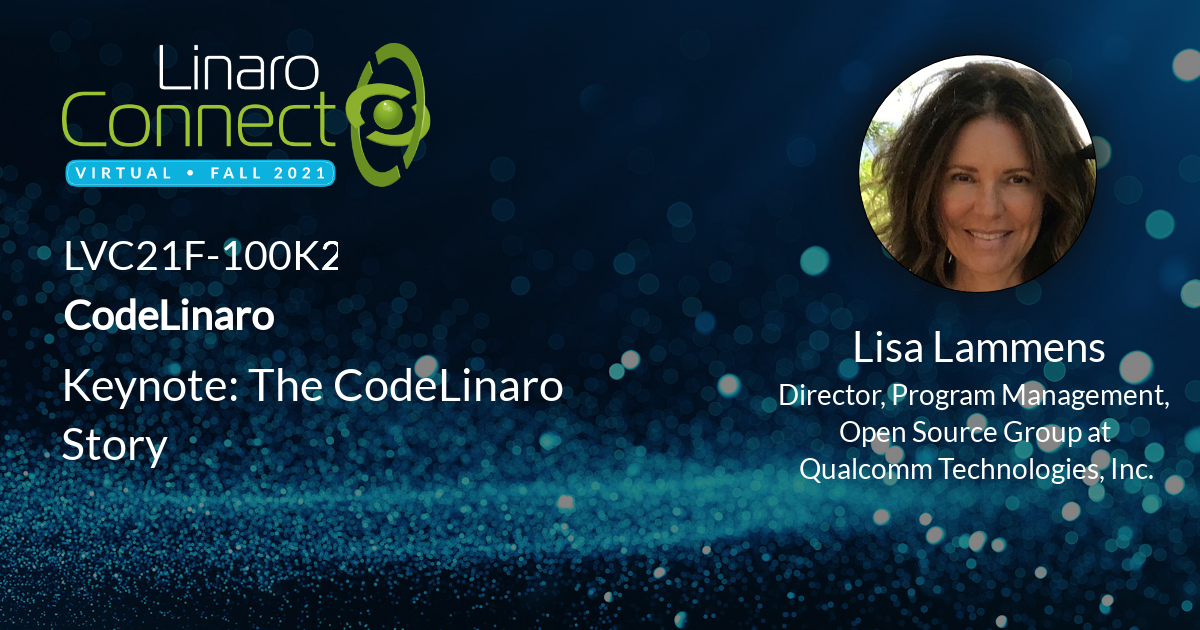 Linaro
Connect
VIRTUAL • FALL 2021
LVC21F-100K2
CodeLinaro
Keynote: The CodeLinaro
Story
Lisa Lammens
Director, Program Management,
Open Source Group at
Qualcomm Technologies, Inc.